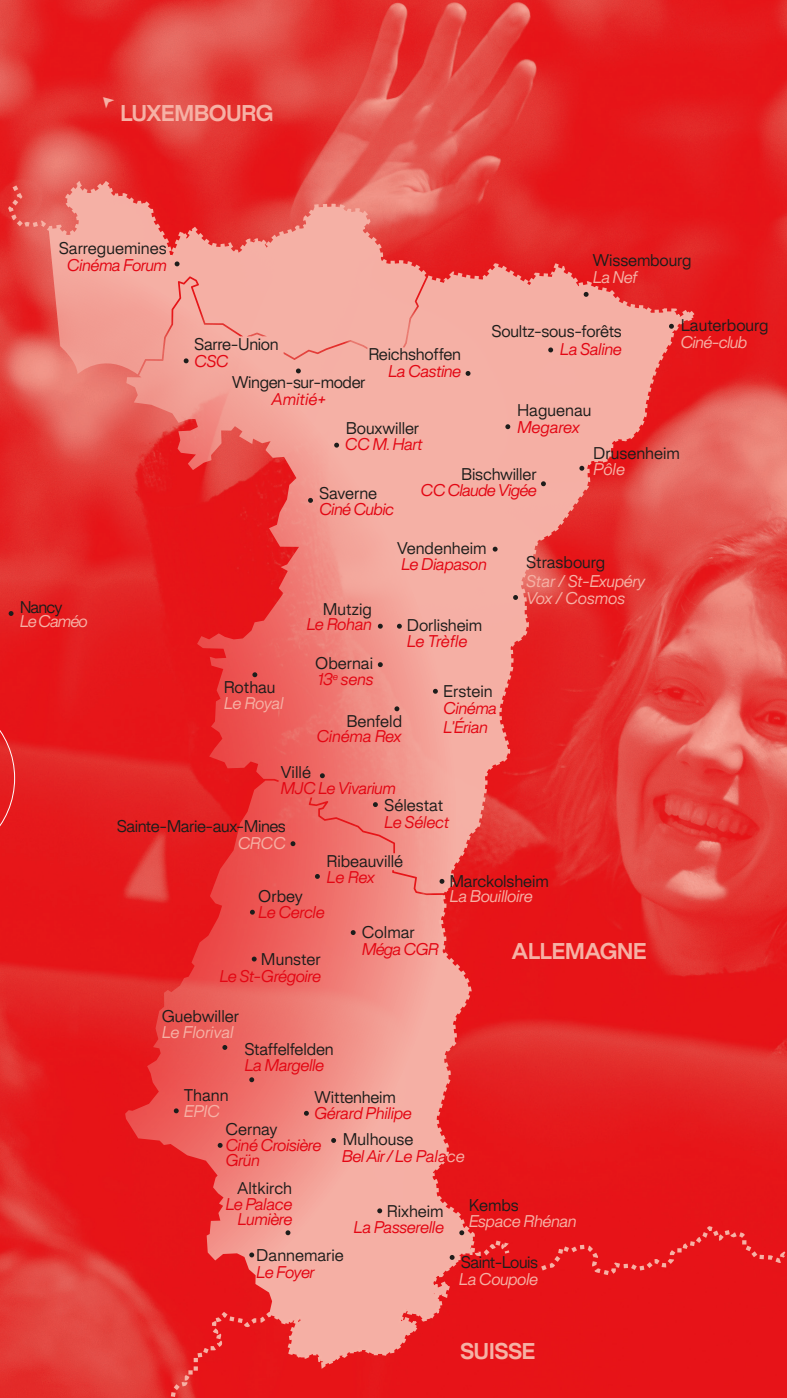 LUXEMBOURG
Sarreguemines
Cinéma Forum
Wissembourg
La Nef
Lauterbourg
Ciné-club
Soultz-sous-forêts
La Saline
Sarre-Union
CSC
Reichshoffen
La Castine
Wingen-sur-moder
Amitié+
Haguenau
Megarex
Bouxwiller
CC M. Hart
Drusenheim
Pôle
Bischwiller
CC Claude Vigée
Saverne
Ciné Cubic
Vendenheim
Le Diapason
Strasbourg
Star / St-Exupéry
Vox / Cosmos
Nancy
Le Caméo
Mutzig
Le Rohan
Dorlisheim
Le Trèfle
Obernai
13e sens
Rothau
Le Royal
Erstein
Cinéma
L'Érian
Benfeld
Cinéma Rex
Villé
MJC Le Vivarium
Sélestat
Le Sélect
Sainte-Marie-aux-Mines
CRCC
Ribeauvillé
Le Rex
Marckolsheim
La Bouilloire
Orbey
Le Cercle
Colmar
Méga CGR
ALLEMAGNE
Munster
Le St-Grégoire
Guebwiller
Le Florival
Staffelfelden
La Margelle
Thann
EPIC
Wittenheim
Gérard Philipe
Cernay
Ciné Croisière
Grün
Mulhouse
Bel Air / Le Palace
Altkirch
Le Palace
Lumière
Rixheim
La Passerelle
Kembs
Espace Rhénan
Dannemarie
Le Foyer
Saint-Louis
La Coupole
SUISSE